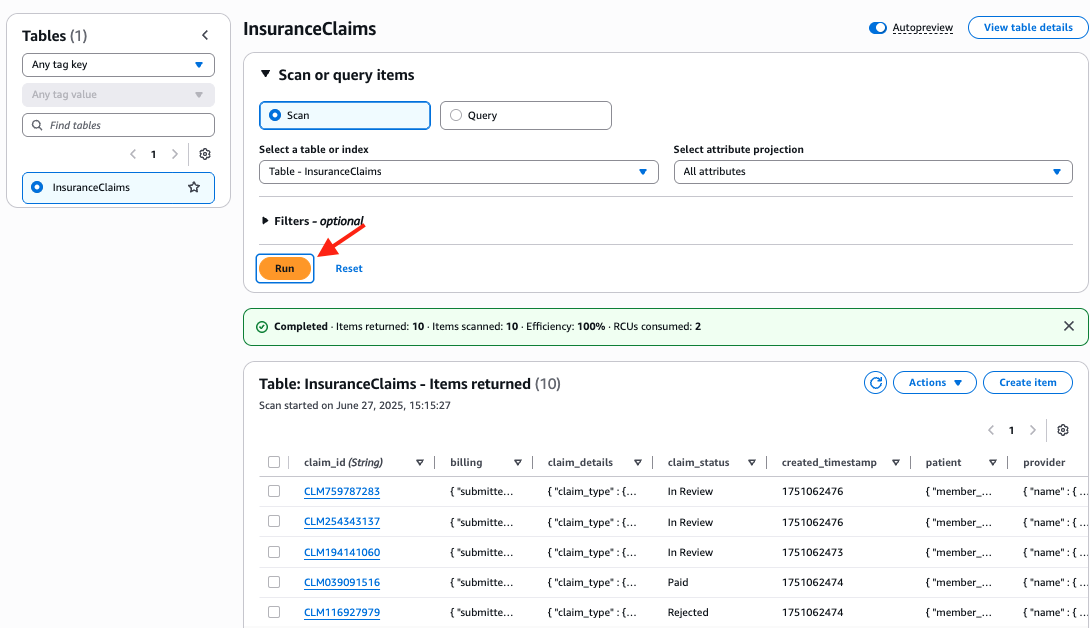 Tables (1)
Any tag key
Any tag value
Find tables
1
InsuranceClaims
InsuranceClaims
Autopreview
View table details
Scan or query items
Scan
Query
Select a table or index
Select attribute projection
Table - InsuranceClaims
All attributes
Filters - optional
Run
Reset
Completed · Items returned: 10 · Items scanned: 10 · Efficiency: 100% · RCUs consumed: 2
Table: InsuranceClaims - Items returned (10)
Actions
Create item
Scan started on June 27, 2025, 15:15:27
1
claim_id (String) billing claim_details claim_status created_timestamp patient provider
CLM759787283 { "submitte... { "claim_type" : {... In Review 1751062476 { "member_... { "name" : { ...
CLM254343137 { "submitte... { "claim_type" : {... In Review 1751062476 { "member_... { "name" : { ...
CLM194141060 { "submitte... { "claim_type" : {... In Review 1751062473 { "member_... { "name" : { ...
CLM039091516 { "submitte... { "claim_type" : {... Paid 1751062474 { "member_... { "name" : { ...
CLM116927979 { "submitte... { "claim_type" : {... Rejected 1751062474 { "member_... { "name" : { ...